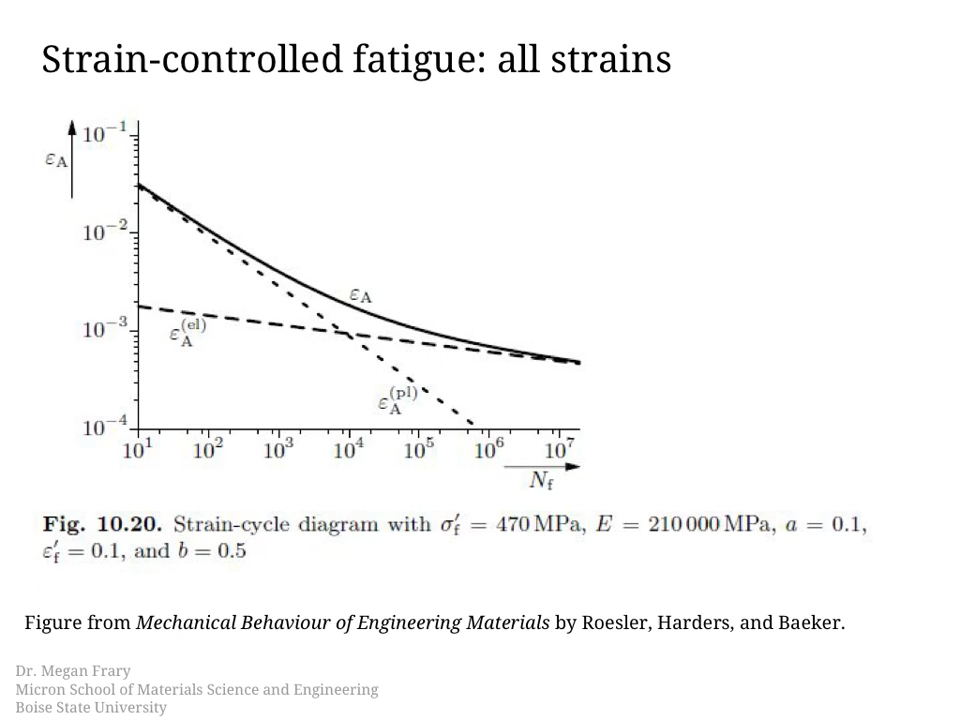 Strain-controlled fatigue: all strains
10⁻¹
ε_A
10⁻²
ε_A
10⁻³
ε_A^(el)
ε_A^(pl)
10⁻⁴
10¹ 10² 10³ 10⁴ 10⁵ 10⁶ 10⁷
N_f
Fig. 10.20. Strain-cycle diagram with σ′_f = 470 MPa, E = 210 000 MPa, a = 0.1,
ε′_f = 0.1, and b = 0.5
Figure from Mechanical Behaviour of Engineering Materials by Roesler, Harders, and Baeker.
Dr. Megan Frary
Micron School of Materials Science and Engineering
Boise State University